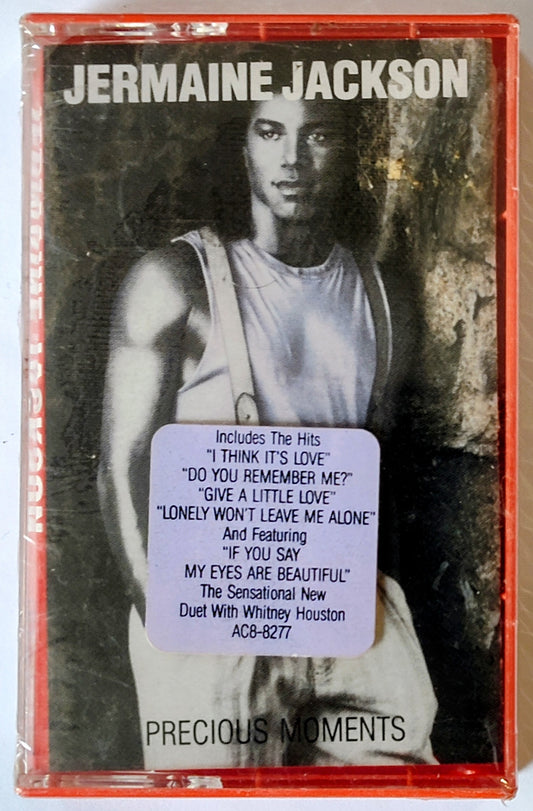 JERMAINE JACKSON
JERMAINE JACKSON
Includes The Hits
"I THINK IT'S LOVE"
"DO YOU REMEMBER ME?"
"GIVE A LITTLE LOVE"
"LONELY WON'T LEAVE ME ALONE"
And Featuring
"IF YOU SAY
MY EYES ARE BEAUTIFUL"
The Sensational New
Duet With Whitney Houston
AC8-8277
PRECIOUS MOMENTS